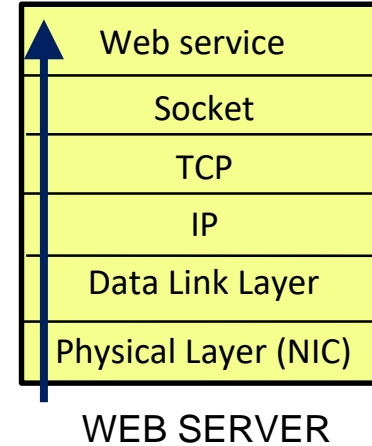 Web service
Socket
TCP
IP
Data Link Layer
Physical Layer (NIC)
WEB SERVER